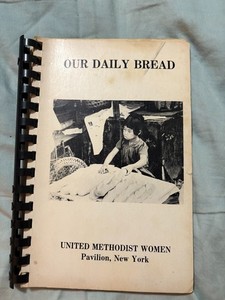 OUR DAILY BREAD
UNITED METHODIST WOMEN
Pavilion, New York